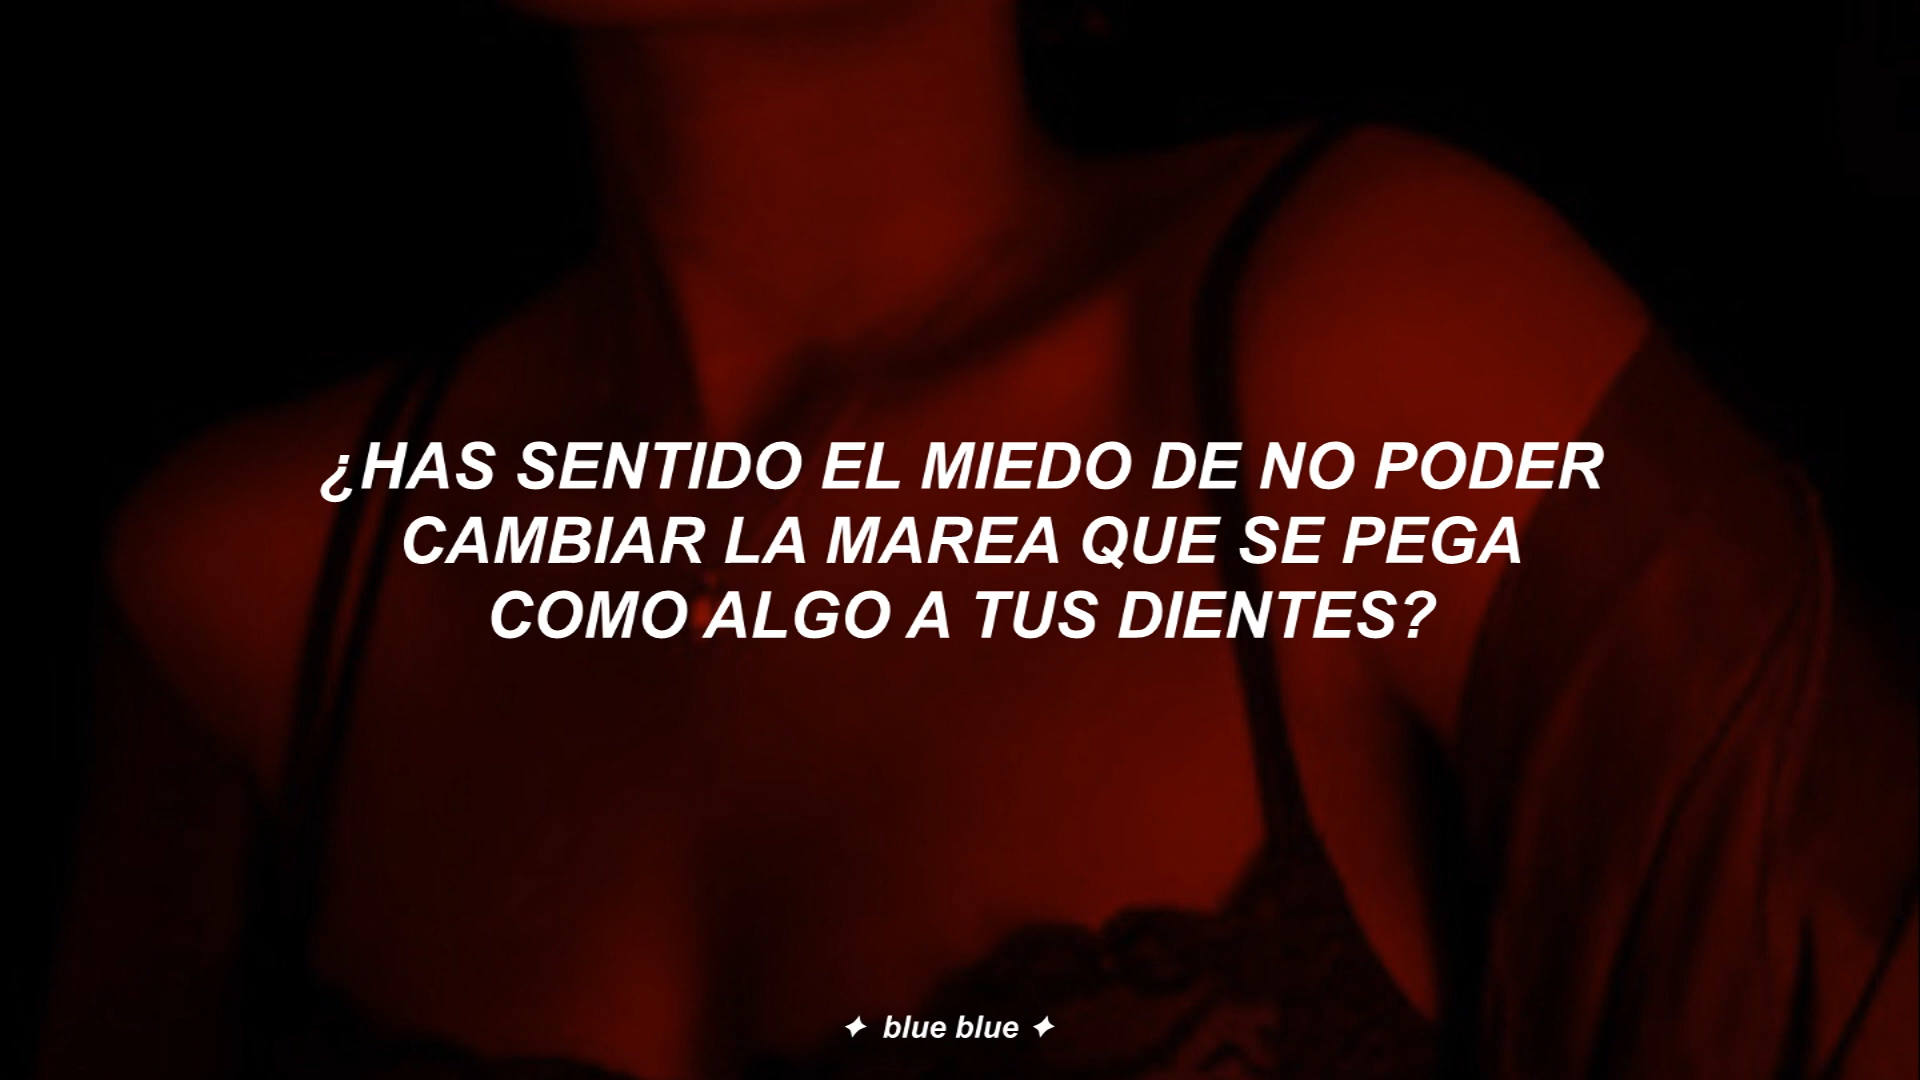 ¿HAS SENTIDO EL MIEDO DE NO PODER
CAMBIAR LA MAREA QUE SE PEGA
COMO ALGO A TUS DIENTES?
✦ blue blue ✦